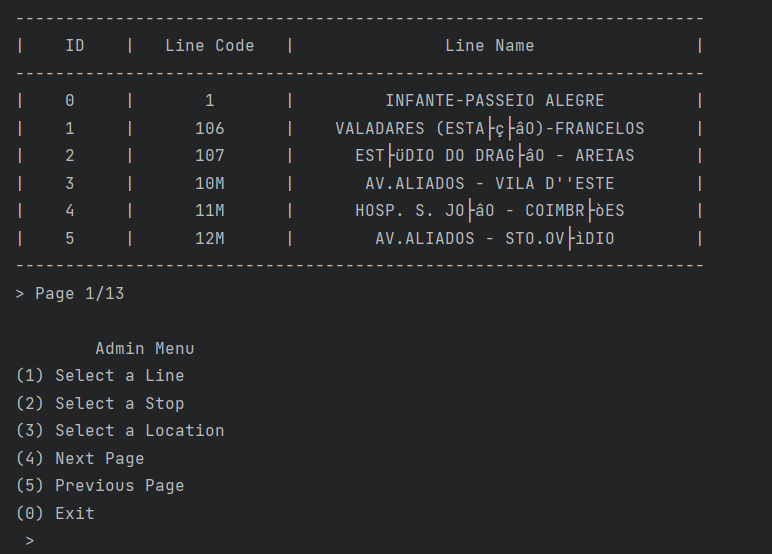 ---------------------------------------------------------------------
|    ID    |   Line Code   |               Line Name                |
---------------------------------------------------------------------
|    0     |       1       |         INFANTE-PASSEIO ALEGRE         |
|    1     |      106      |    VALADARES (ESTA├ç├âO)-FRANCELOS     |
|    2     |      107      |      EST├üDIO DO DRAG├âO - AREIAS      |
|    3     |      10M      |       AV.ALIADOS - VILA D''ESTE        |
|    4     |      11M      |      HOSP. S. JO├âO - COIMBR├òES       |
|    5     |      12M      |        AV.ALIADOS - STO.OV├ìDIO        |
---------------------------------------------------------------------
> Page 1/13
Admin Menu
(1) Select a Line
(2) Select a Stop
(3) Select a Location
(4) Next Page
(5) Previous Page
(0) Exit
>